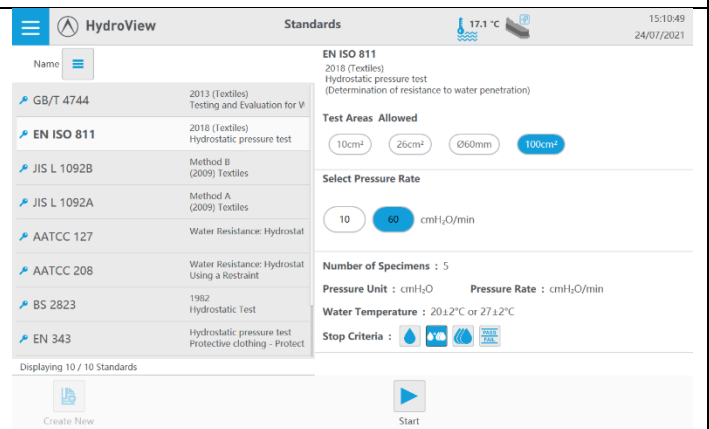 HydroView
Standards
17.1 °C
15:10:49
24/07/2021
Name
GB/T 4744
2013 (Textiles)
Testing and Evaluation for W
EN ISO 811
2018 (Textiles)
Hydrostatic pressure test
JIS L 1092B
Method B
(2009) Textiles
JIS L 1092A
Method A
(2009) Textiles
AATCC 127
Water Resistance: Hydrostat
AATCC 208
Water Resistance: Hydrostat
Using a Restraint
BS 2823
1982
Hydrostatic Test
EN 343
Hydrostatic pressure test
Protective clothing - Protect
Displaying 10 / 10 Standards
Create New
EN ISO 811
2018 (Textiles)
Hydrostatic pressure test
(Determination of resistance to water penetration)
Test Areas Allowed
10cm² 26cm² Ø60mm 100cm²
Select Pressure Rate
10 60 cmH₂O/min
Number of Specimens : 5
Pressure Unit : cmH₂O Pressure Rate : cmH₂O/min
Water Temperature : 20±2°C or 27±2°C
Stop Criteria : PASS
FAIL
Start